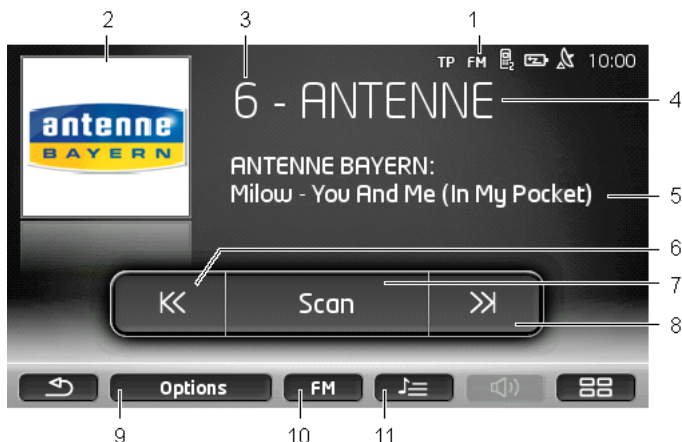 2
3
1
TP FM 2 10:00
6 - ANTENNE
4
antenne
BAYERN
ANTENNE BAYERN:
Milow - You And Me (In My Pocket)
5
6
Scan
7
8
Options
FM
9
10
11